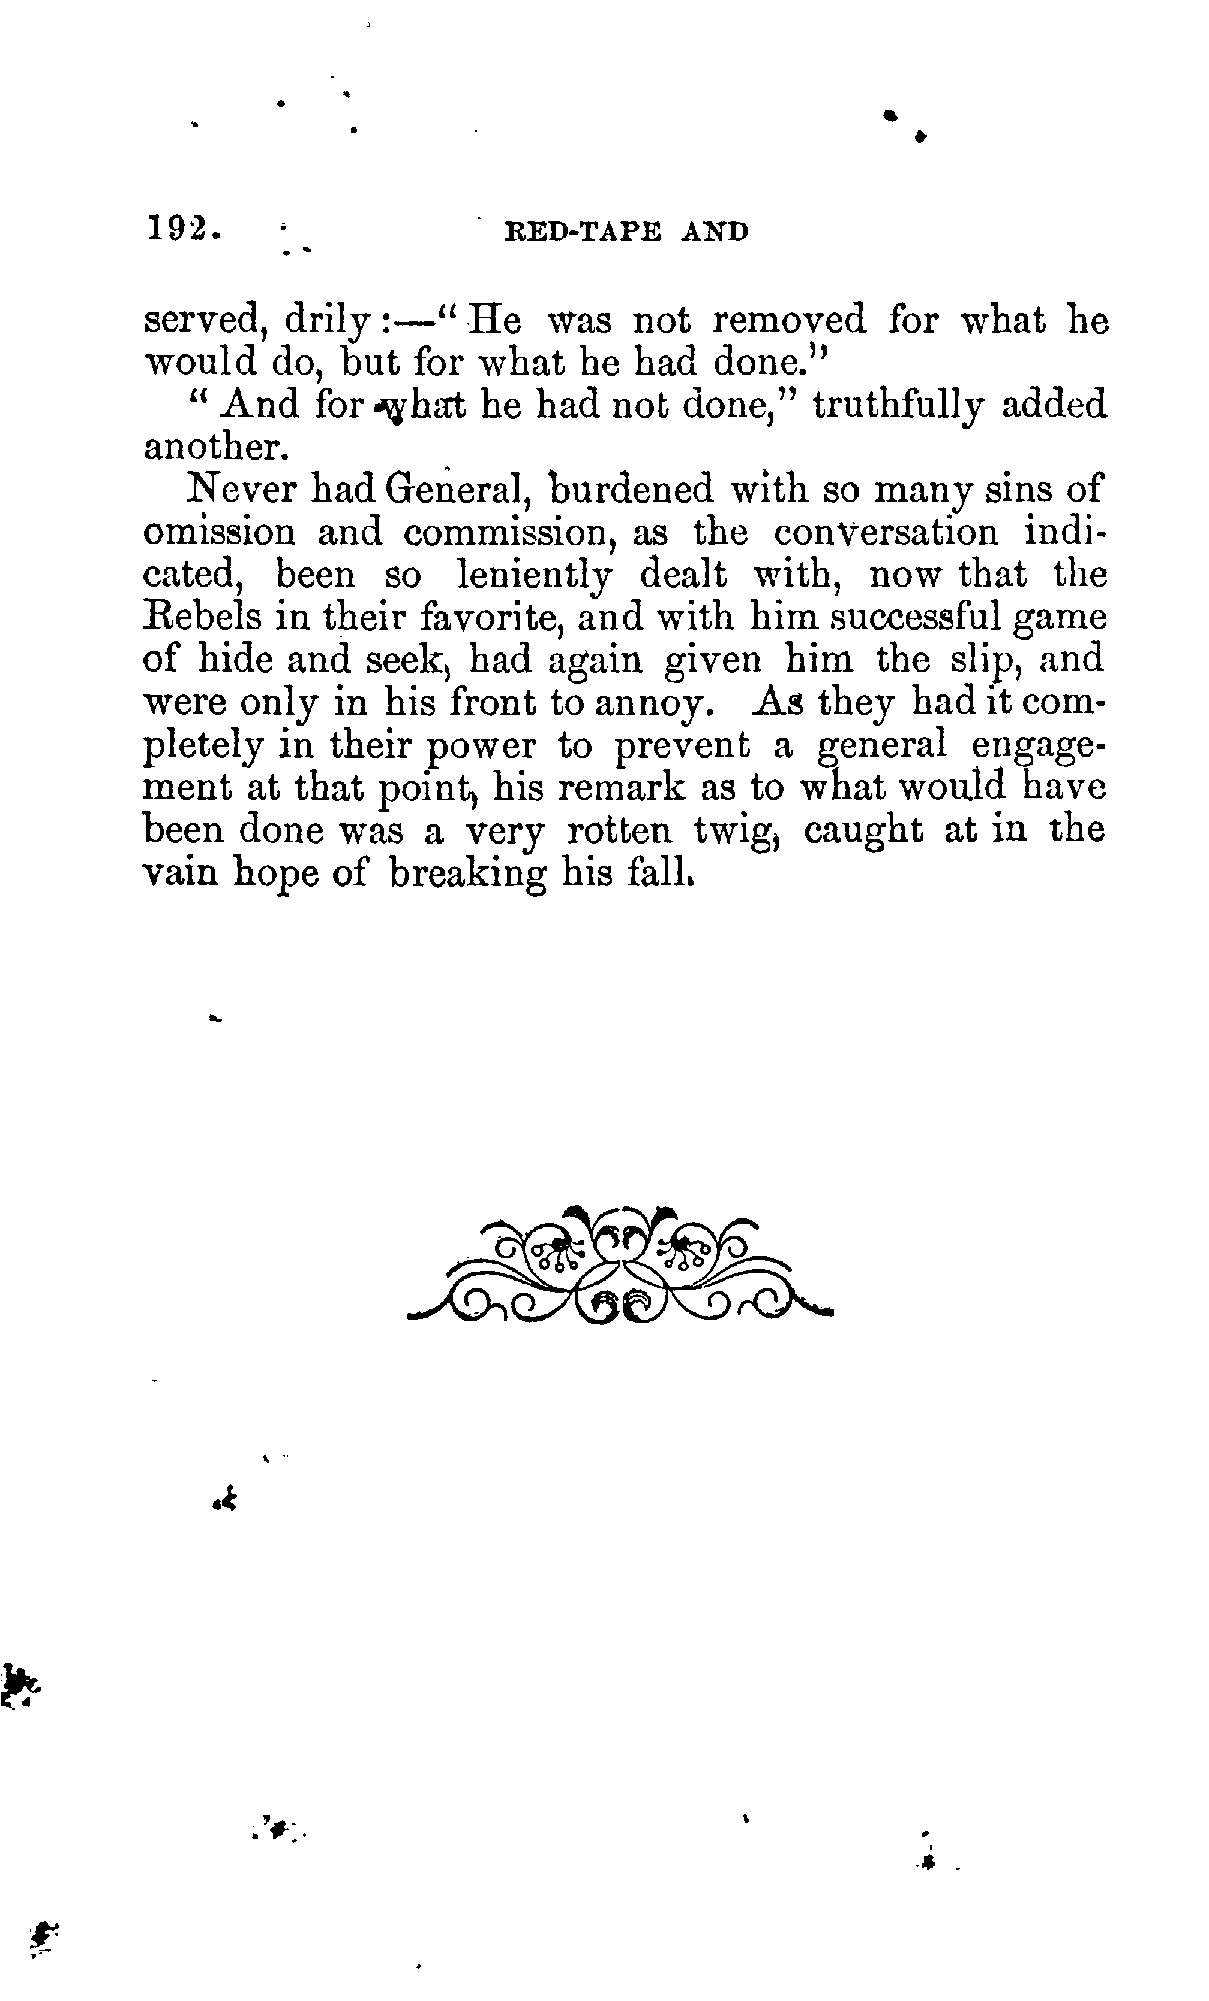 192. RED-TAPE AND
served, drily:—"He was not removed for what he
would do, but for what he had done."
"And for what he had not done," truthfully added
another.
Never had General, burdened with so many sins of
omission and commission, as the conversation indi-
cated, been so leniently dealt with, now that the
Rebels in their favorite, and with him successful game
of hide and seek, had again given him the slip, and
were only in his front to annoy. As they had it com-
pletely in their power to prevent a general engage-
ment at that point, his remark as to what would have
been done was a very rotten twig, caught at in the
vain hope of breaking his fall.